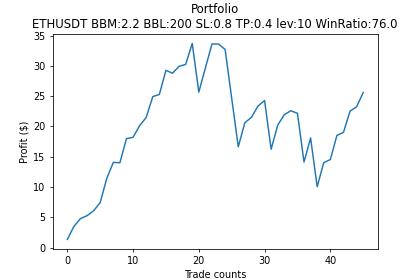 Portfolio
ETHUSDT BBM:2.2 BBL:200 SL:0.8 TP:0.4 lev:10 WinRatio:76.0
35
30
25
20
15
10
5
0
Profit ($)
0 10 20 30 40
Trade counts